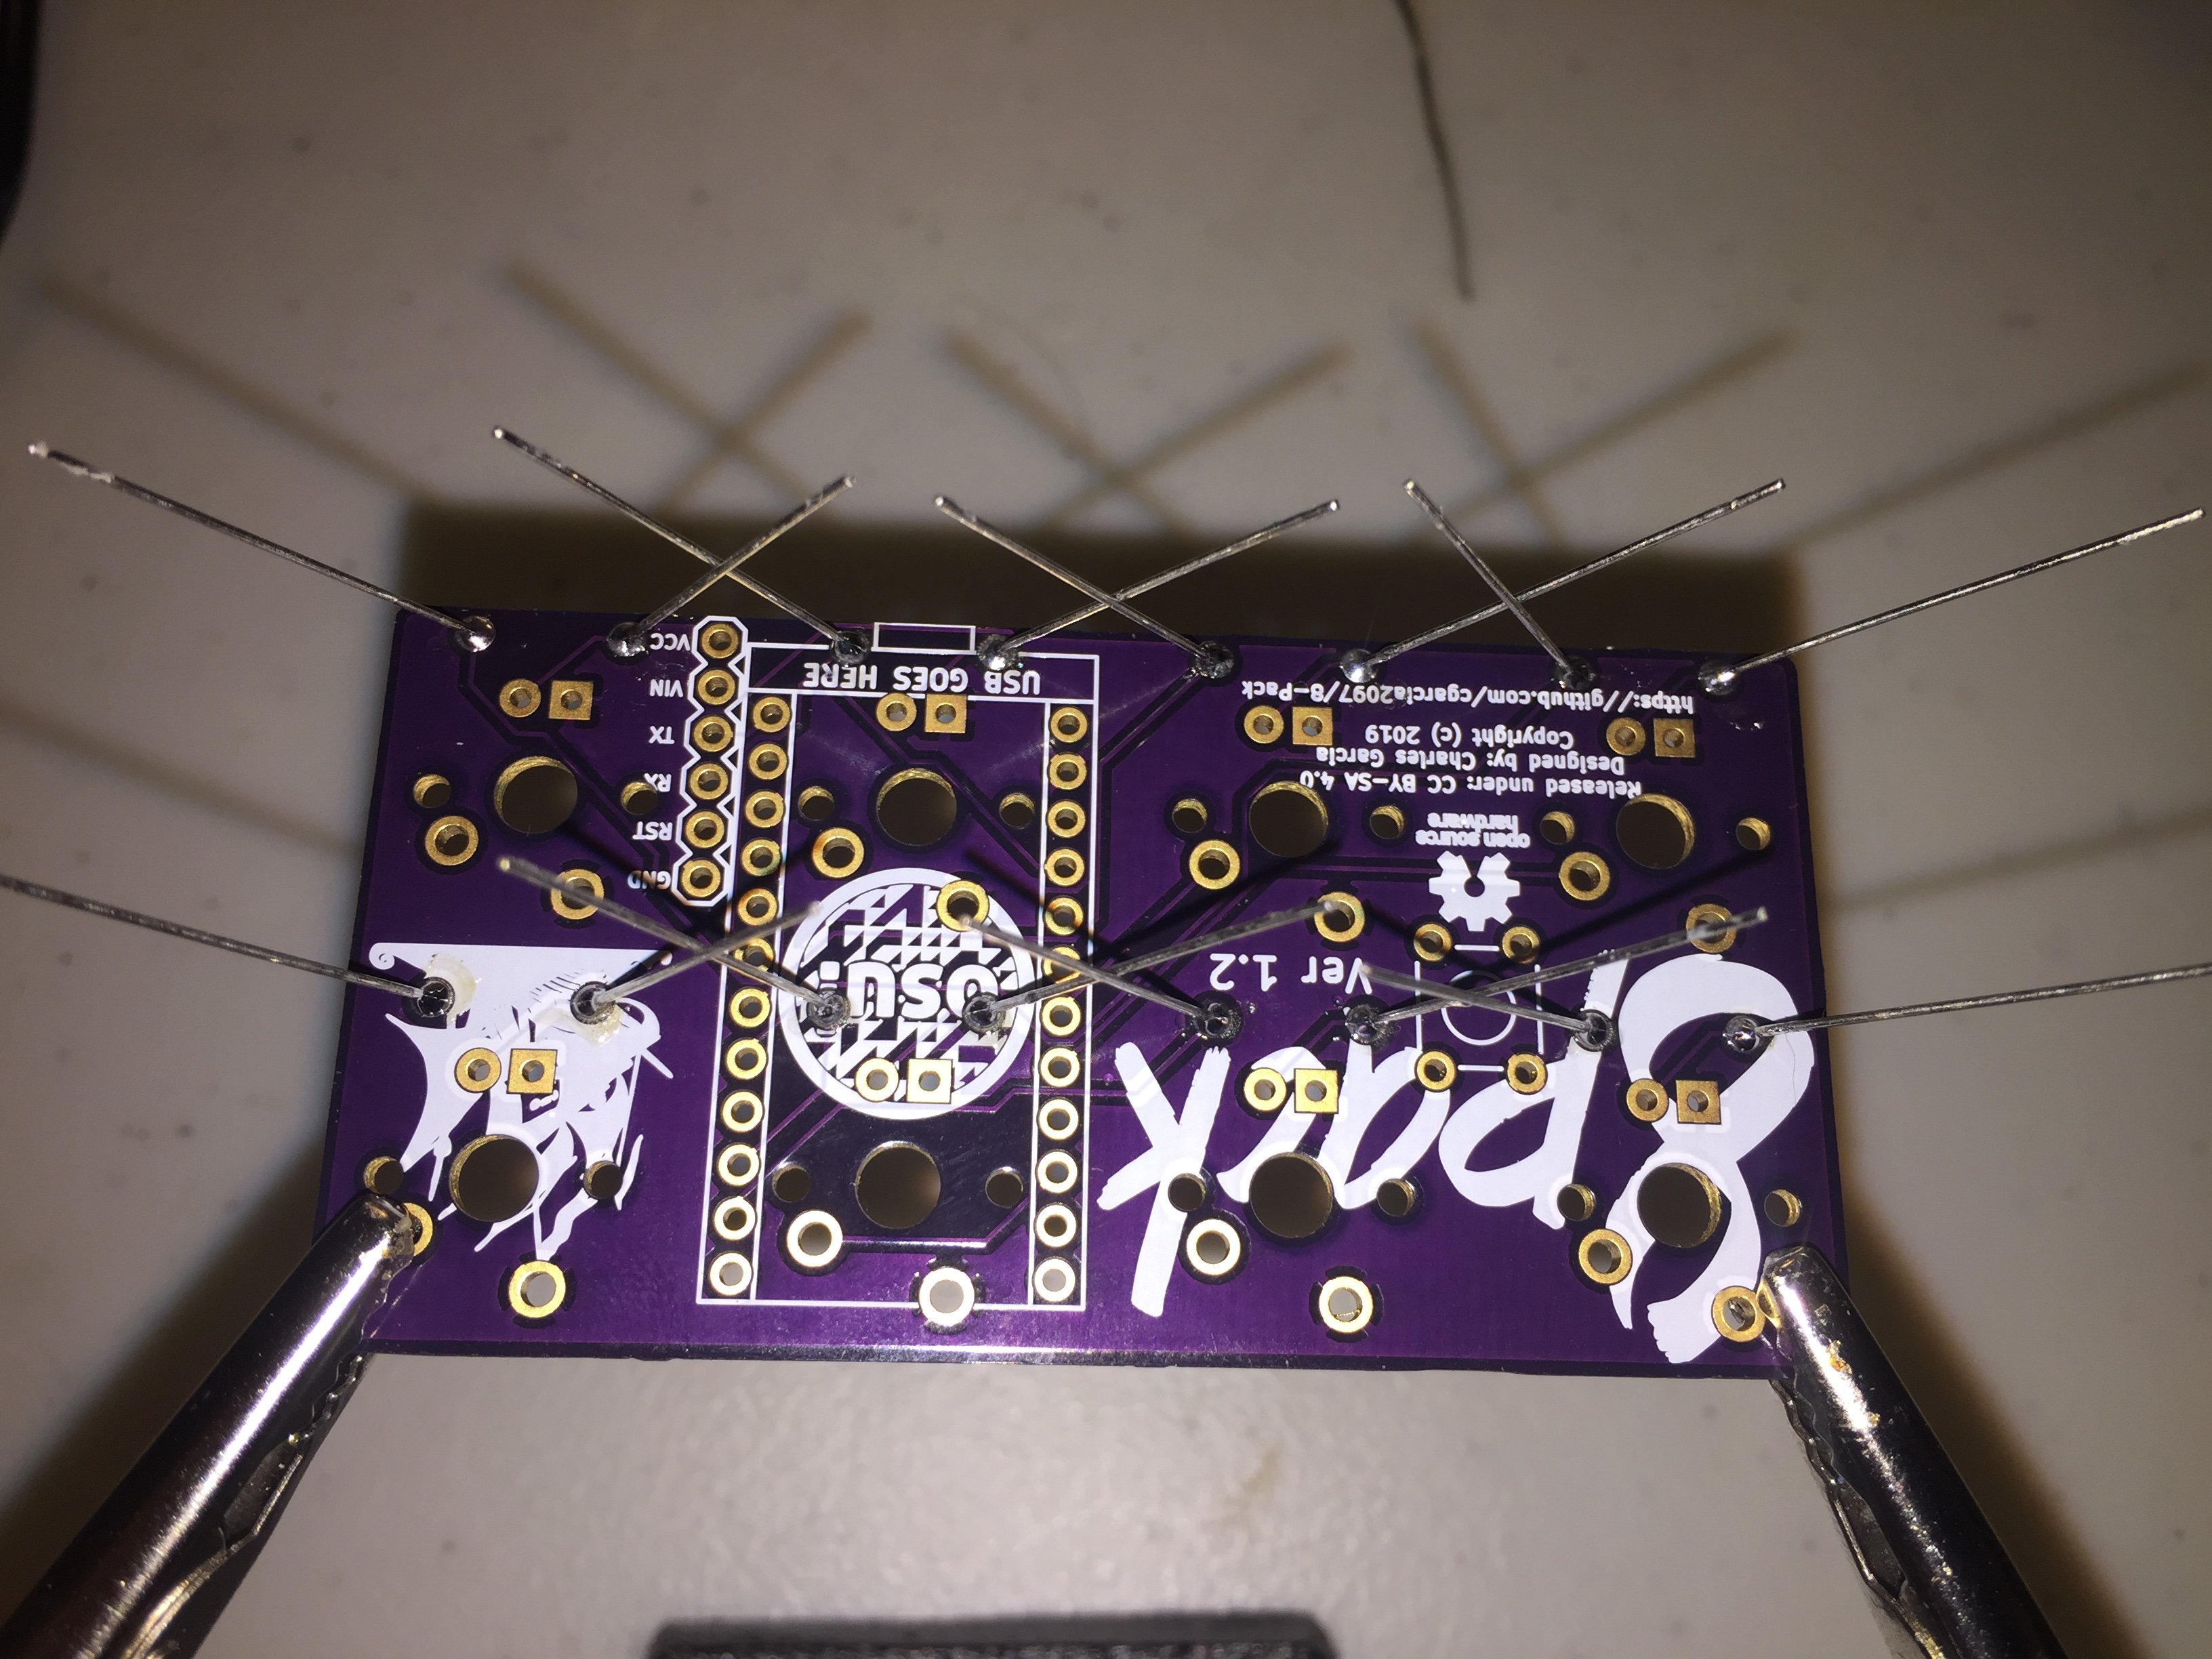 VCC
VIN
TX
RX
RST
GND
USB GOES HERE
https://github.com/cgarcia2097/8-Pack
Copyright (c) 2019
Designed by: Charles Garcia
Released under: CC BY-SA 4.0
open source
hardware
Ver 1.2
osu!
8Pack